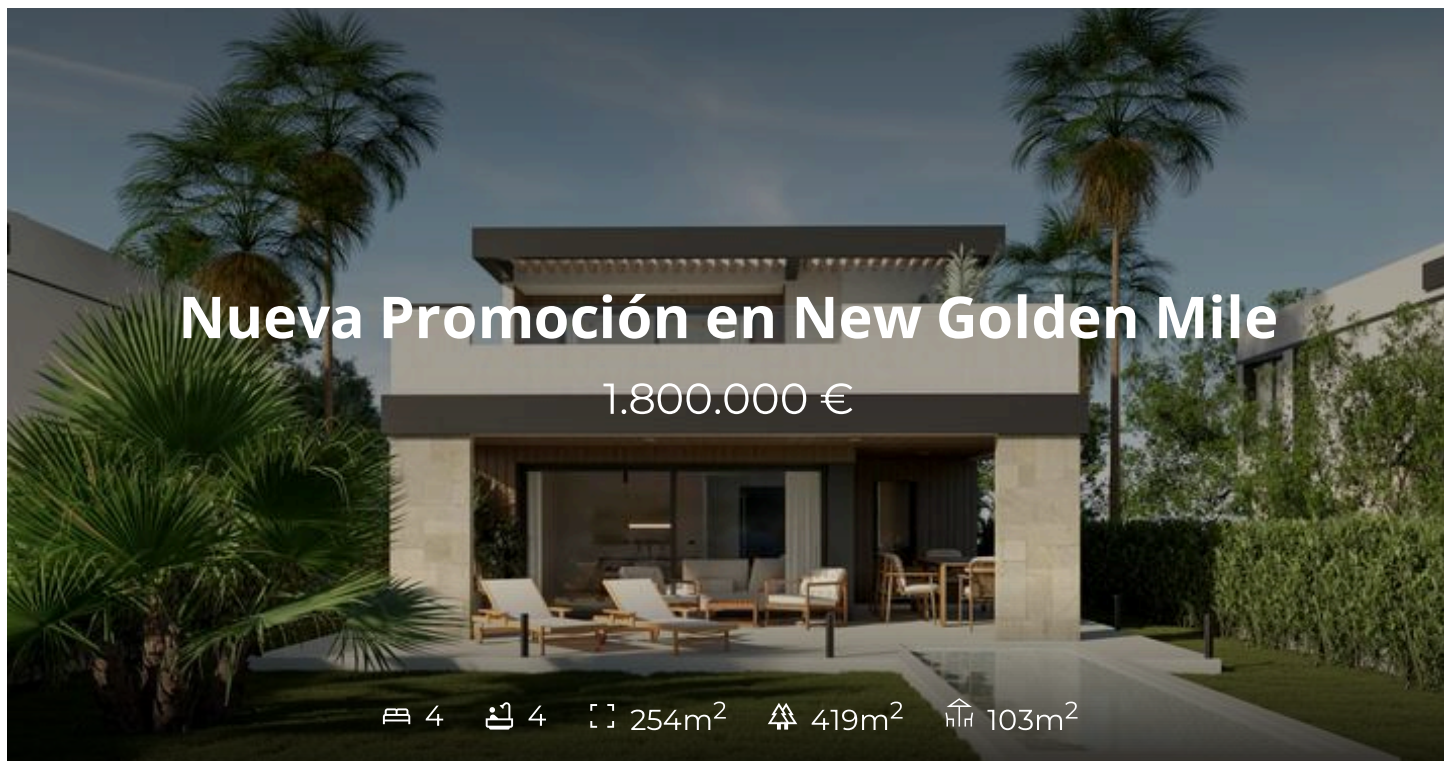 Nueva Promoción en New Golden Mile
1.800.000 €
4 4 254m² 419m² 103m²